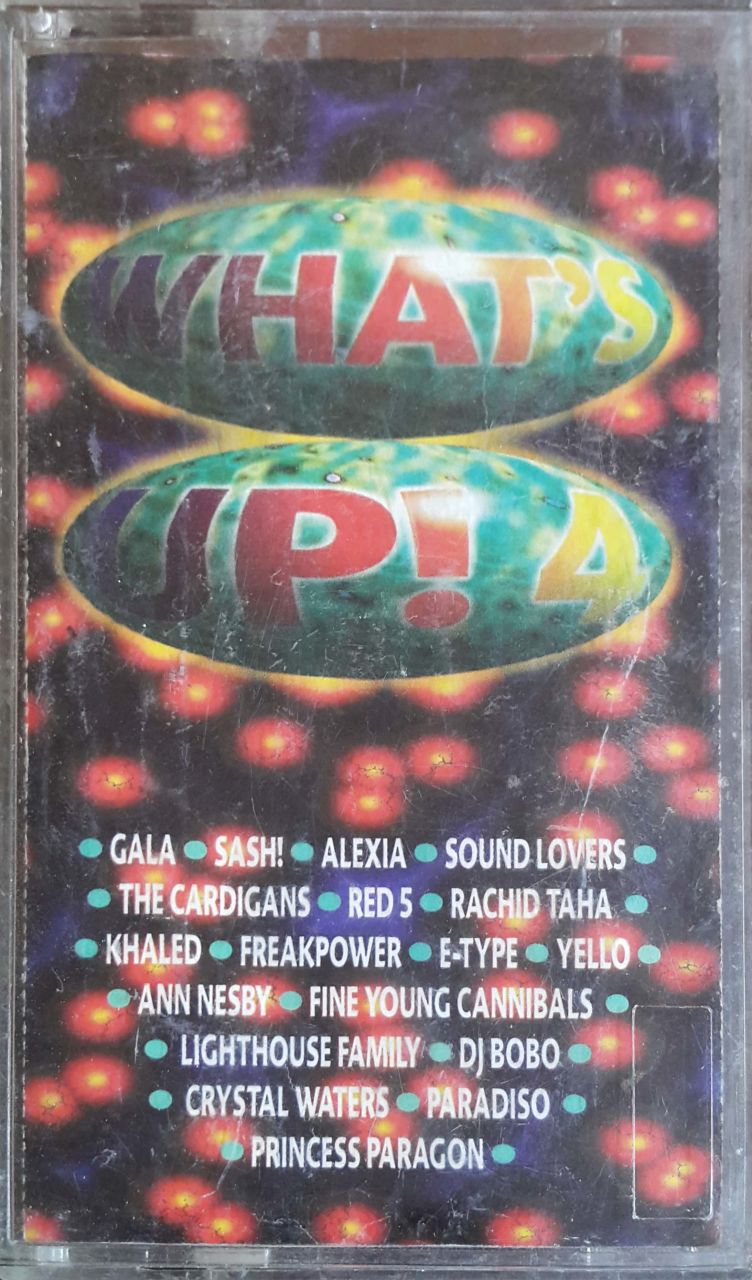 WHAT'S
UP! 4
• GALA • SASH! • ALEXIA • SOUND LOVERS •
• THE CARDIGANS • RED 5 • RACHID TAHA •
• KHALED • FREAKPOWER • E-TYPE • YELLO •
• ANN NESBY • FINE YOUNG CANNIBALS •
• LIGHTHOUSE FAMILY • DJ BOBO •
• CRYSTAL WATERS • PARADISO •
• PRINCESS PARAGON •